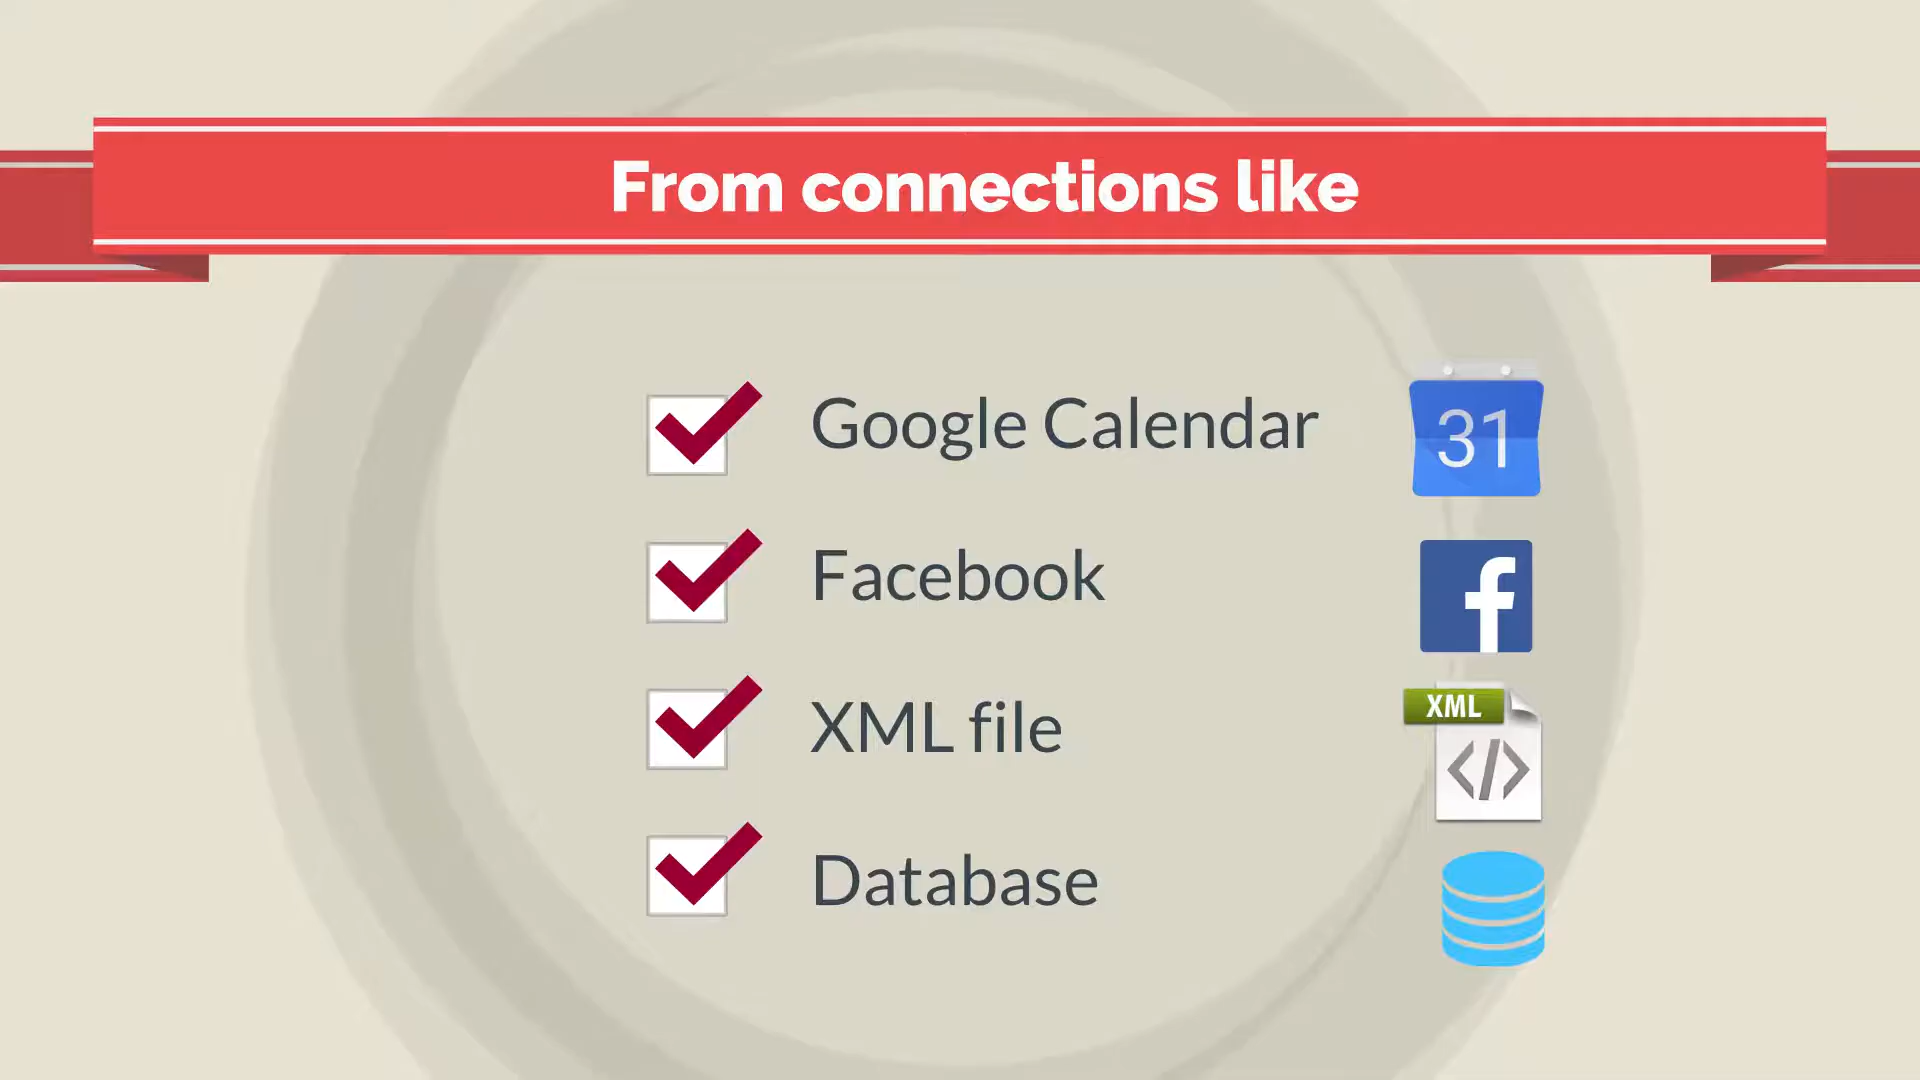 From connections like
Google Calendar
31
Facebook
f
XML file
XML
</>
Database